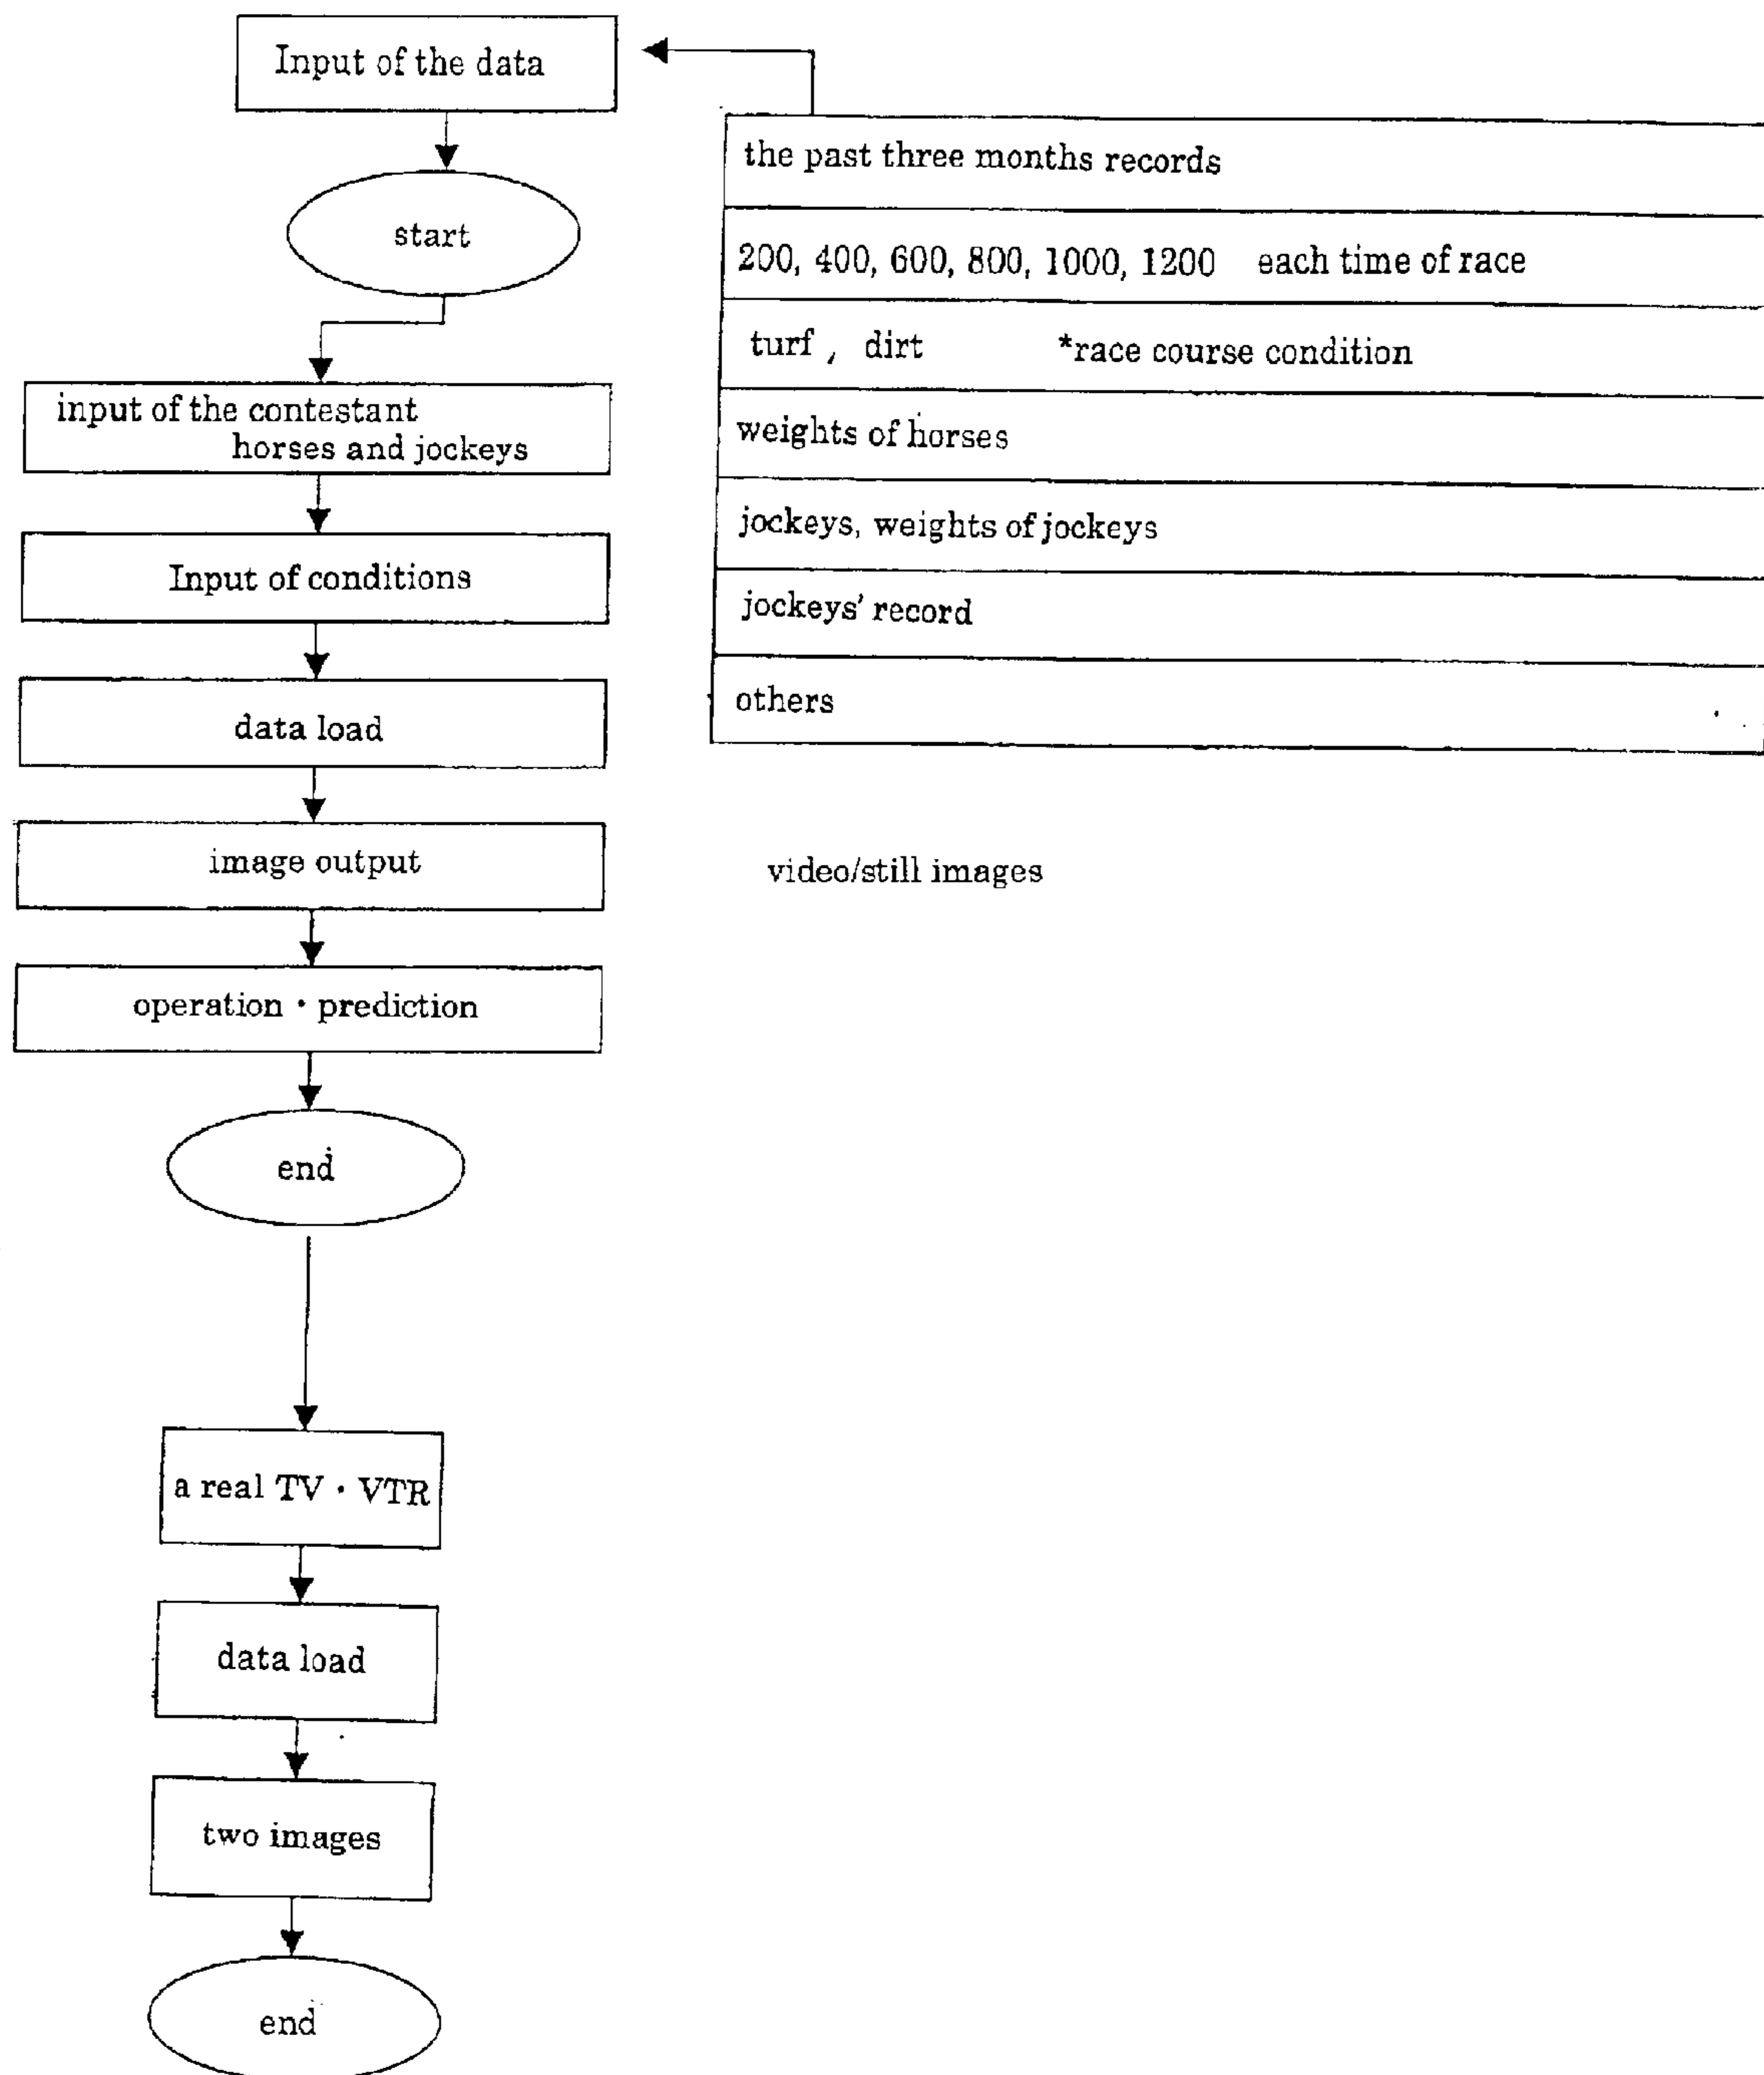 Input of the data
start
input of the contestant
horses and jockeys
Input of conditions
data load
image output
operation・prediction
end
a real TV・VTR
data load
two images
end
the past three months records
200, 400, 600, 800, 1000, 1200 each time of race
turf , dirt *race course condition
weights of horses
jockeys, weights of jockeys
jockeys' record
others
video/still images